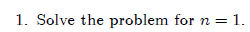 1. Solve the problem for n = 1.